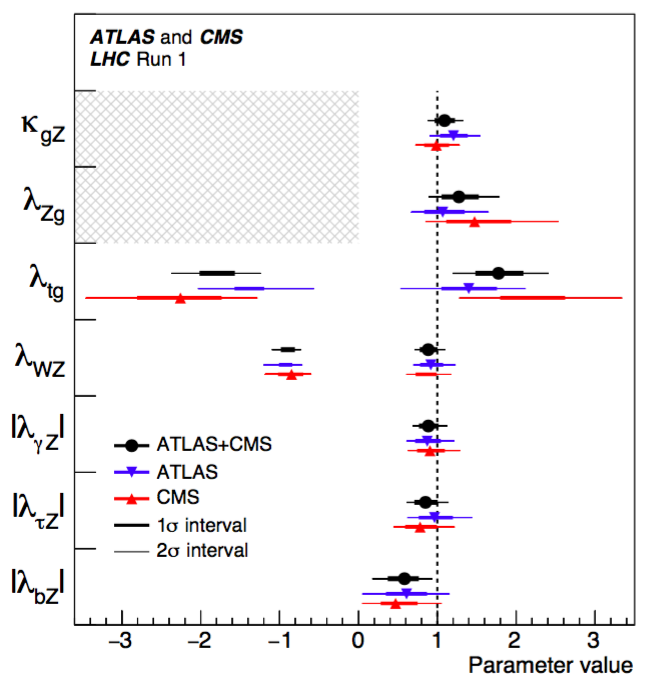 ATLAS and CMS
LHC Run 1
κgZ
λZg
λtg
λWZ
|λγZ|
|λτZ|
|λbZ|
ATLAS+CMS
ATLAS
CMS
1σ interval
2σ interval
−3 −2 −1 0 1 2 3
Parameter value